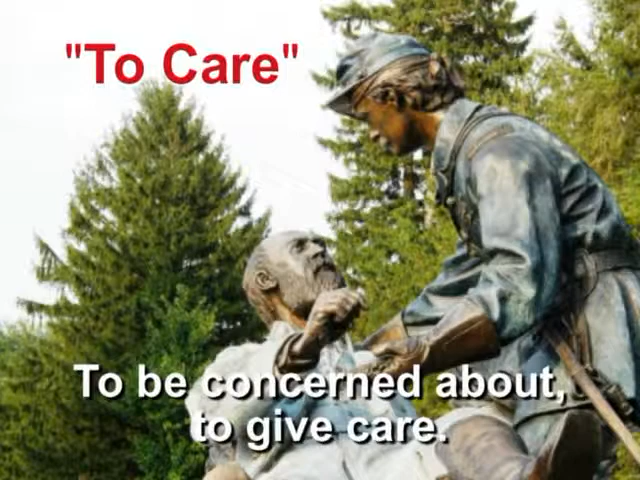 "To Care"
To be concerned about,
to give care.